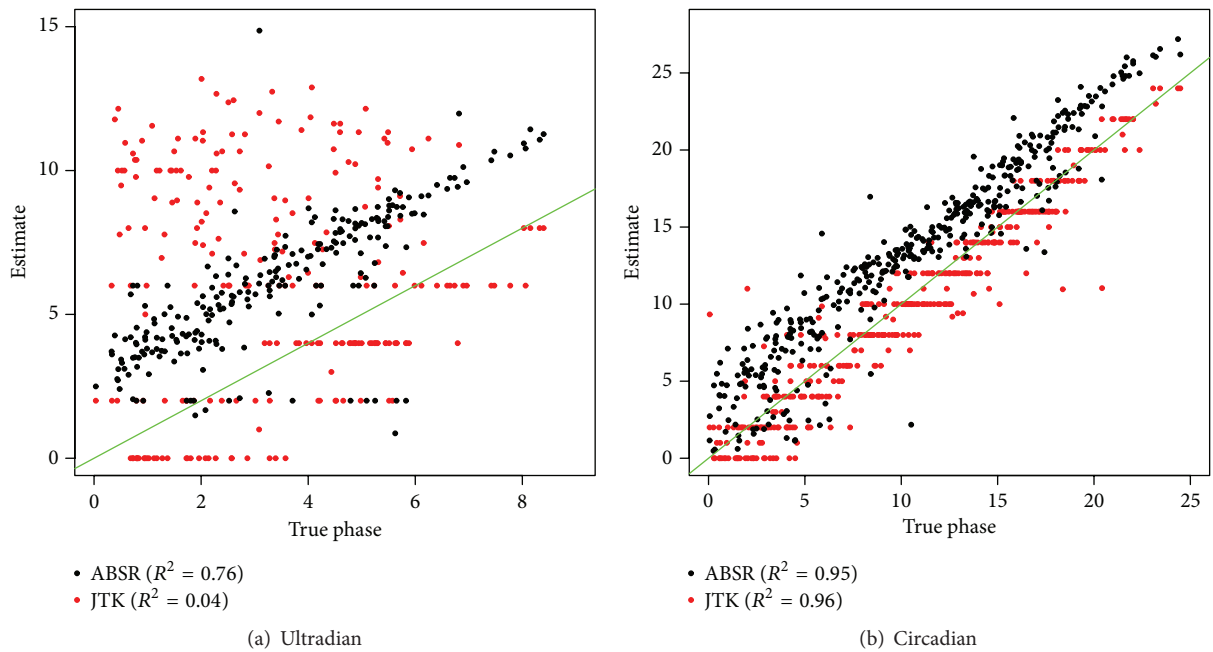 15
10
5
0
Estimate
0
2
4
6
8
True phase
ABSR (R² = 0.76)
JTK (R² = 0.04)
(a) Ultradian
25
20
15
10
5
0
Estimate
0
5
10
15
20
25
True phase
ABSR (R² = 0.95)
JTK (R² = 0.96)
(b) Circadian